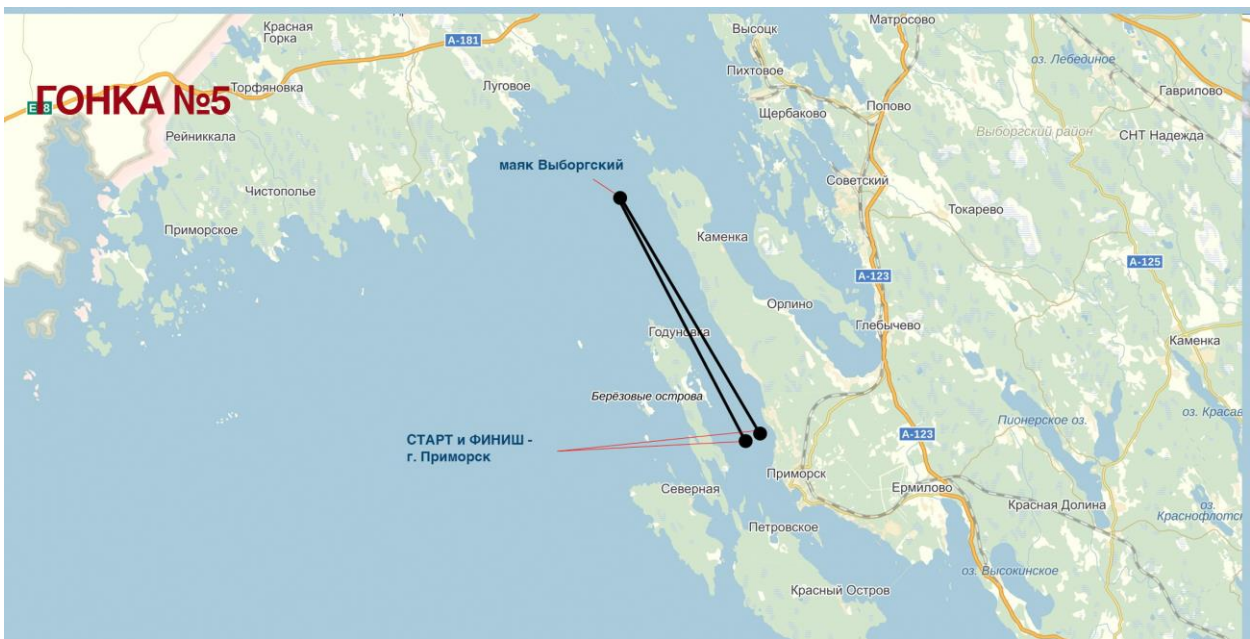 Красная
Горка
А-181
Матросово
Высоцк
оз. Лебединое
Пихтовое
Торфяновка
Луговое
Гаврилово
E 8
ГОНКА №5
Щербаково
Попово
Рейниккала
Выборгский район
СНТ Надежда
маяк Выборгский
Чистополье
Советский
Токарево
Приморское
Каменка
А-125
А-123
Орлино
Годуновка
Глебычево
Каменка
Берёзовые острова
Пионерское оз.
оз. Красав
СТАРТ и ФИНИШ -
г. Приморск
А-123
Приморск
Северная
Ермилово
Красная Долина
оз.
Краснофлотск
Петровское
оз. Высокинское
Красный Остров